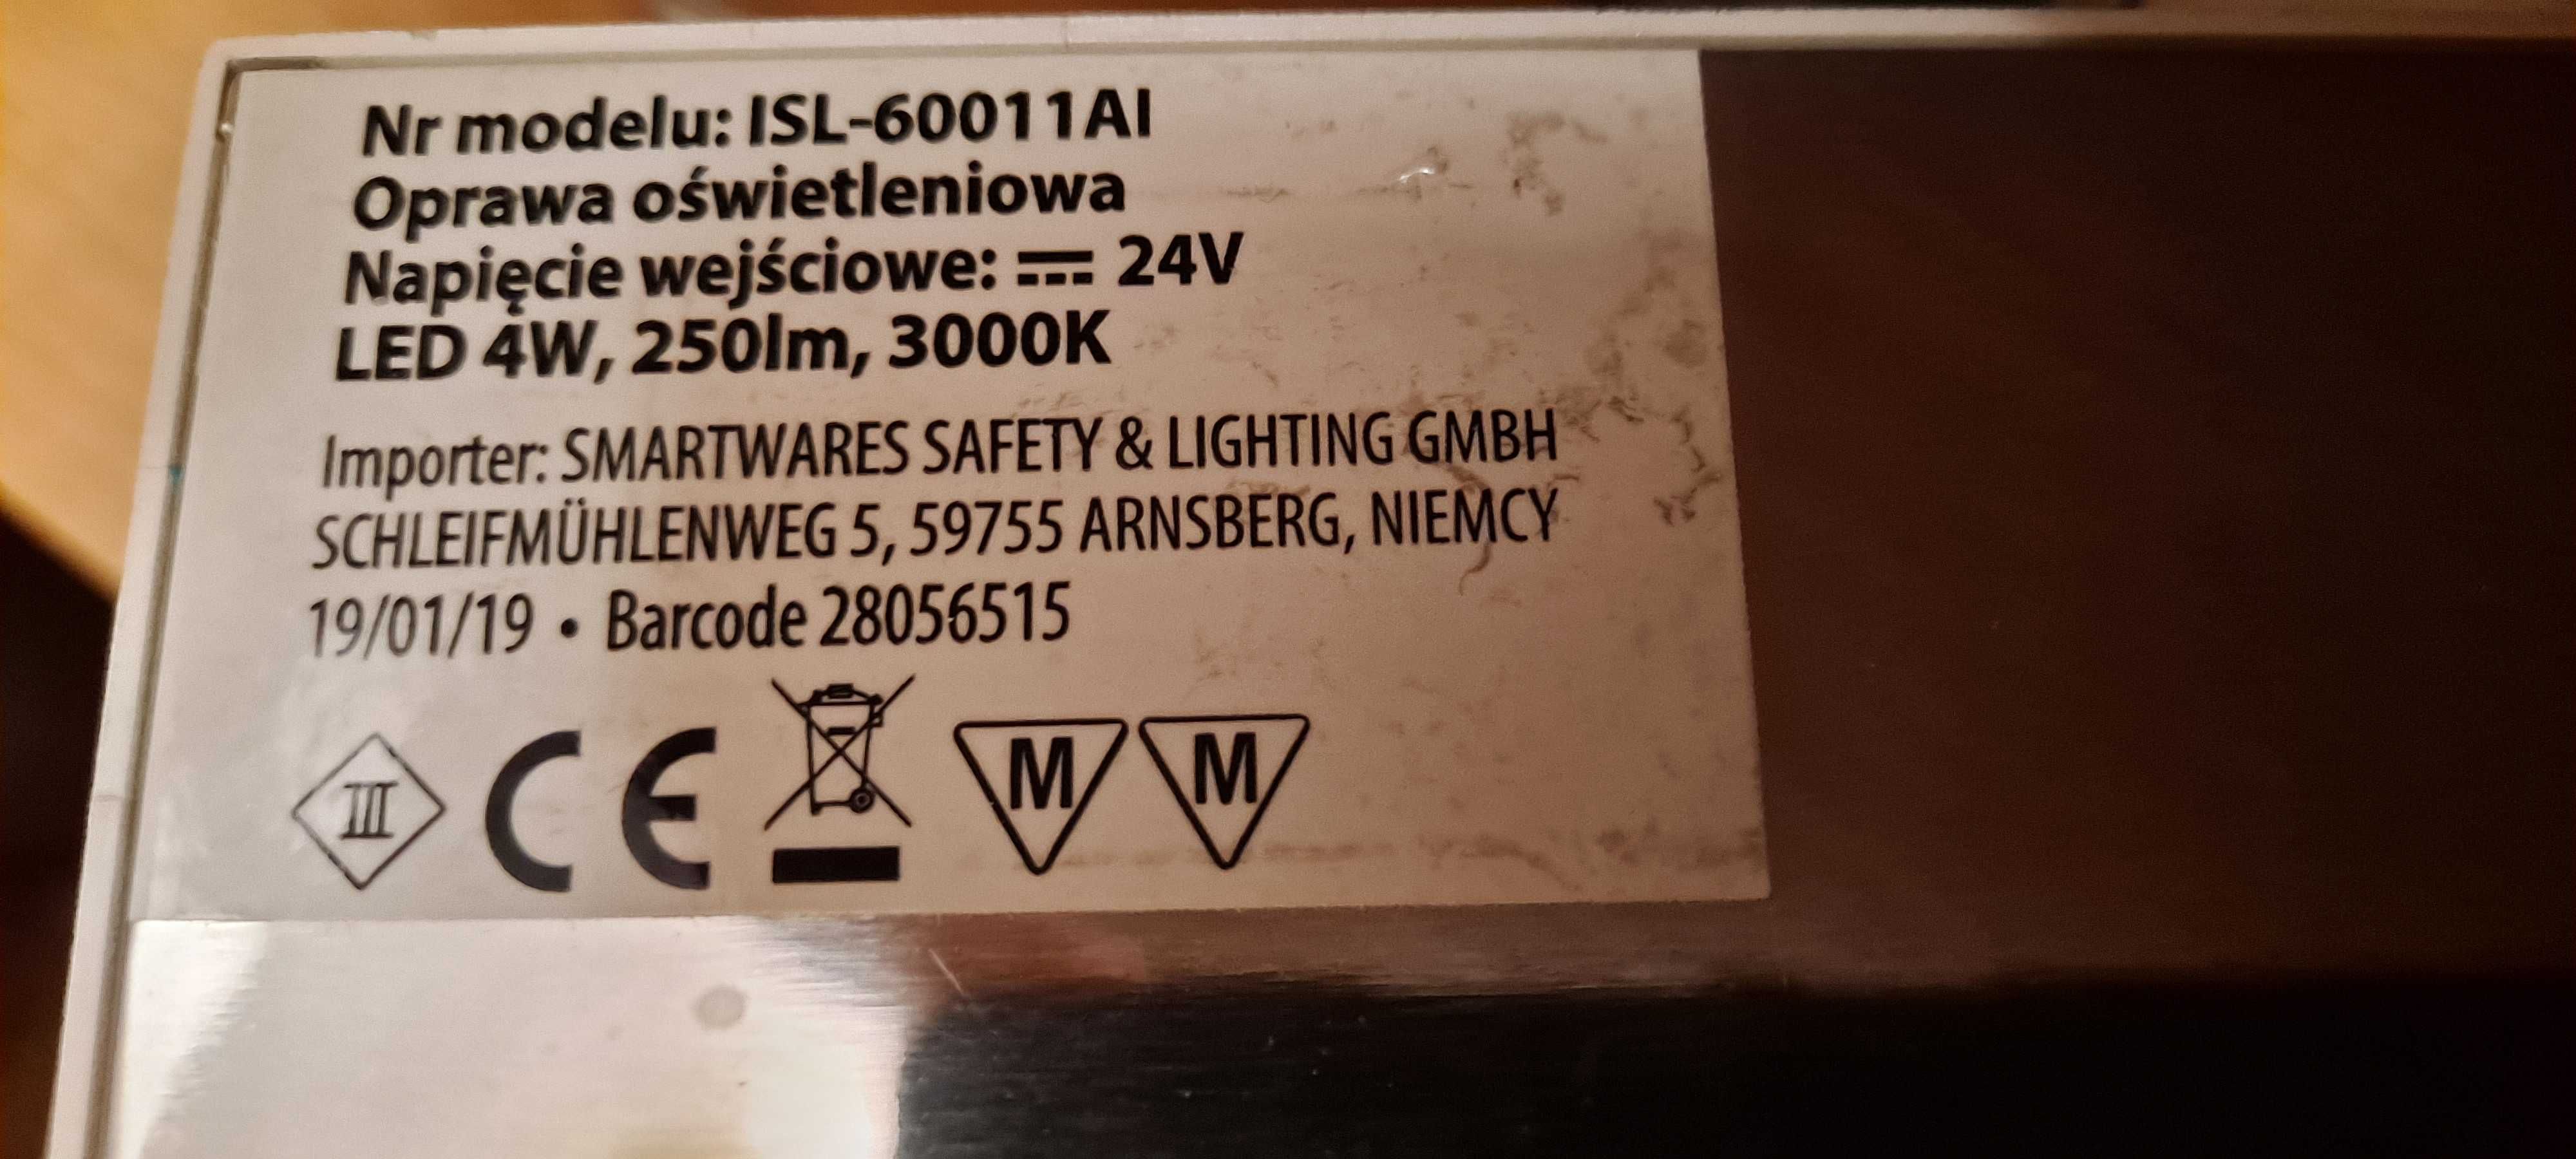 Nr modelu: ISL-60011AI
Oprawa oświetleniowa
Napięcie wejściowe: ⎓ 24V
LED 4W, 250lm, 3000K
Importer: SMARTWARES SAFETY & LIGHTING GMBH
SCHLEIFMÜHLENWEG 5, 59755 ARNSBERG, NIEMCY
19/01/19 • Barcode 28056515
III CE M M